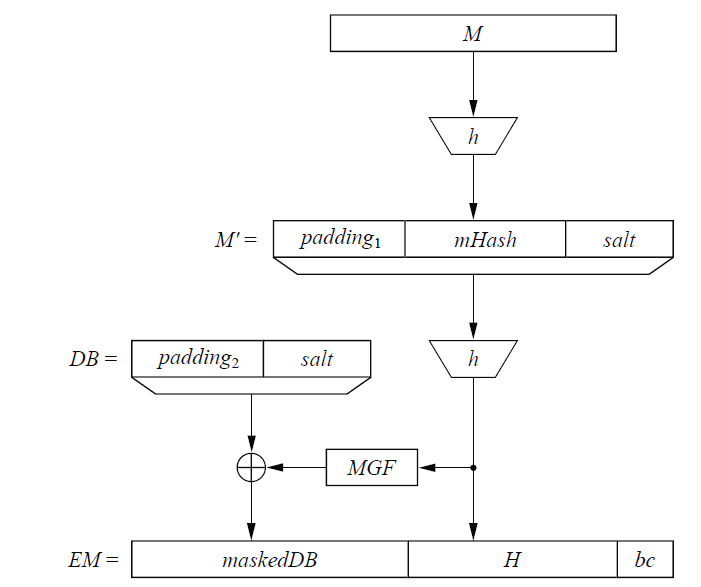 M
h
M′ = padding₁ mHash salt
DB = padding₂ salt h
MGF
EM = maskedDB H bc